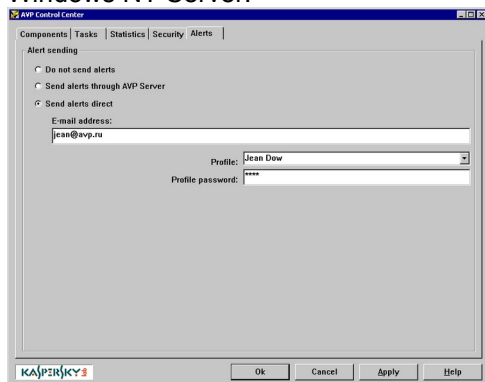 Windows NT Server.
AVP Control Center
Components Tasks Statistics Security Alerts
Alert sending
Do not send alerts
Send alerts through AVP Server
Send alerts direct
E-mail address:
jean@avp.ru
Profile: Jean Dow
Profile password: ****
KASPERSKY Ok Cancel Apply Help